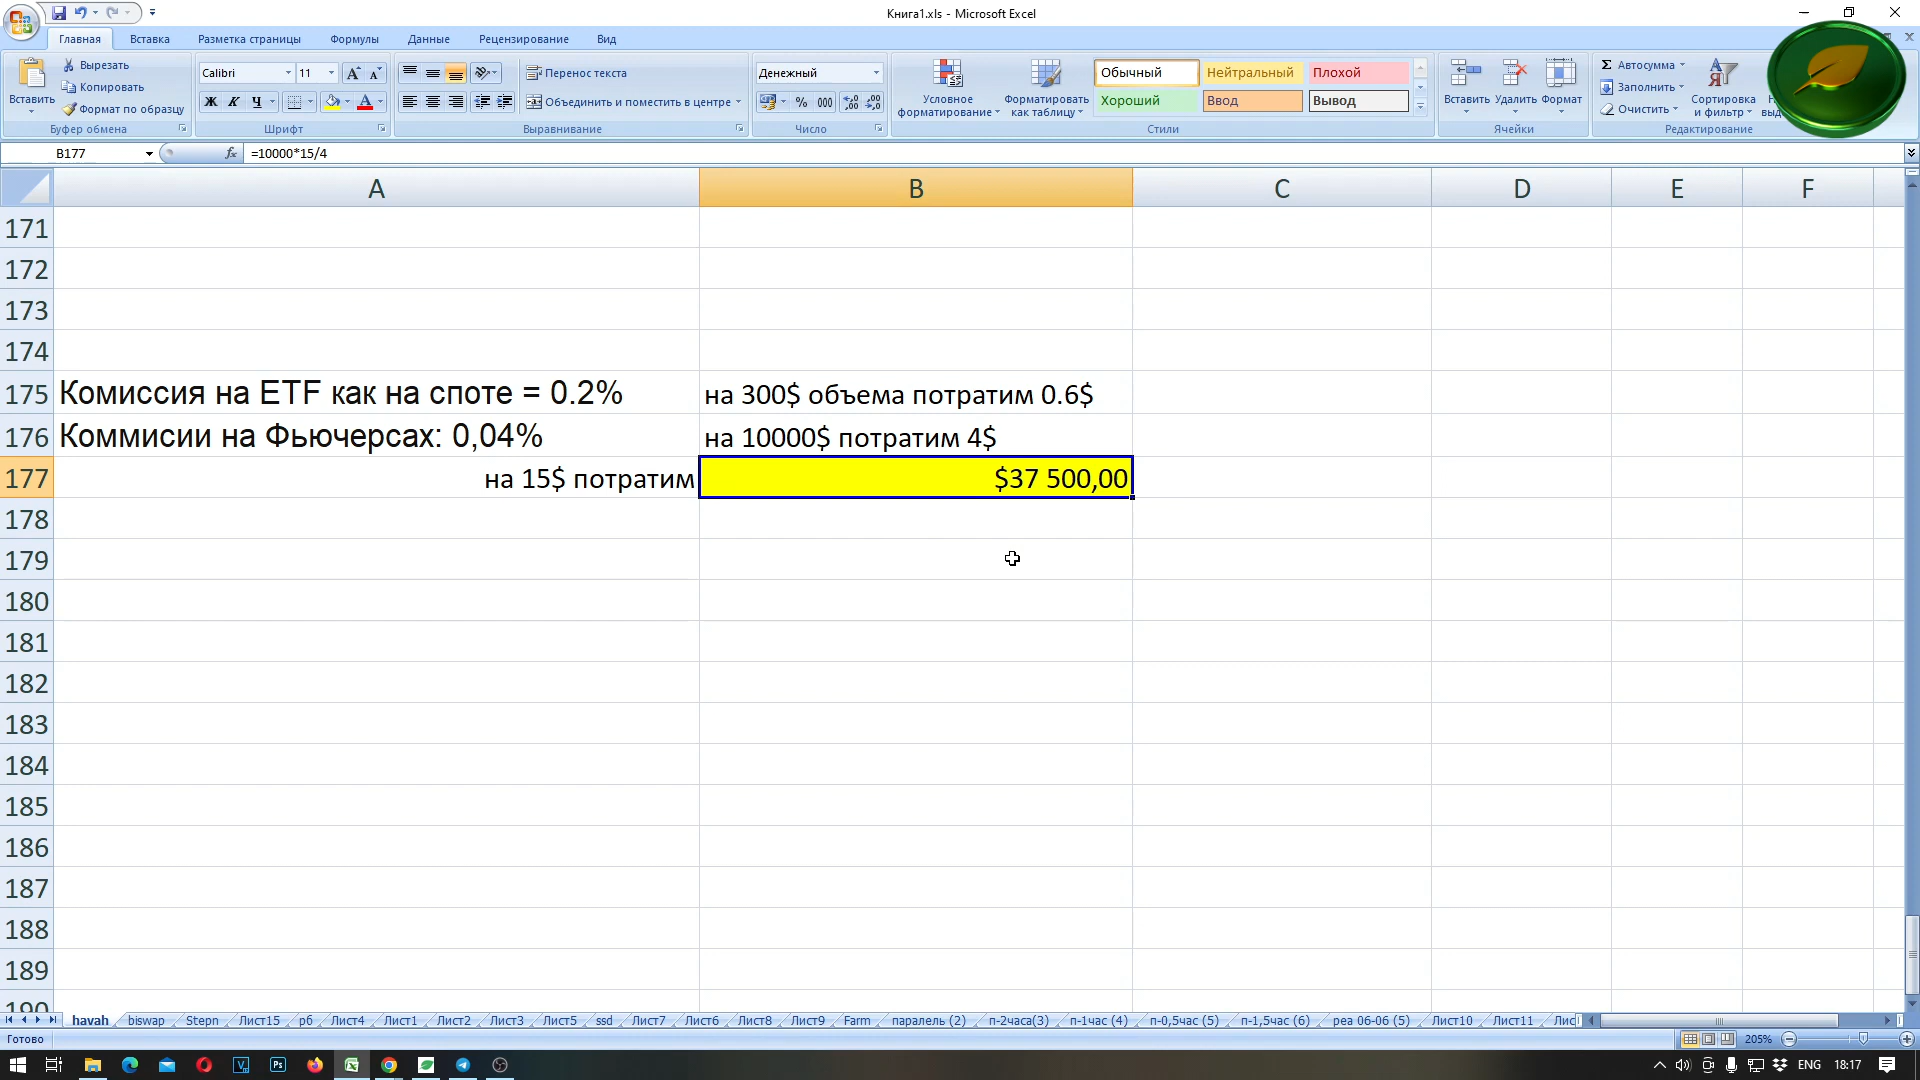 Книга1.xls - Microsoft Excel
Главная Вставка Разметка страницы Формулы Данные Рецензирование Вид
Вставить
Вырезать
Копировать
Формат по образцу
Буфер обмена
Calibri 11
Ж К Ч
Шрифт
Перенос текста
Объединить и поместить в центре
Выравнивание
Денежный
% 000
Число
Условное форматирование
Форматировать как таблицу
Обычный Нейтральный Плохой
Хороший Ввод Вывод
Стили
Вставить Удалить Формат
Ячейки
Σ Автосумма
Заполнить
Очистить
Сортировка и фильтр
Редактирование
B177 fx =10000*15/4
A B C D E F
171
172
173
174
175 Комиссия на ETF как на споте = 0.2% на 300$ объема потратим 0.6$
176 Коммисии на Фьючерсах: 0,04% на 10000$ потратим 4$
177 на 15$ потратим $37 500,00
178
179
180
181
182
183
184
185
186
187
188
189
190
havah biswap Stepn Лист15 рб Лист4 Лист1 Лист2 Лист3 Лист5 ssd Лист7 Лист6 Лист8 Лист9 Farm паралель (2) п-2часа(3) п-1час (4) п-0,5час (5) п-1,5час (6) реа 06-06 (5) Лист10 Лист11 Лис
Готово 205%
ENG 18:17